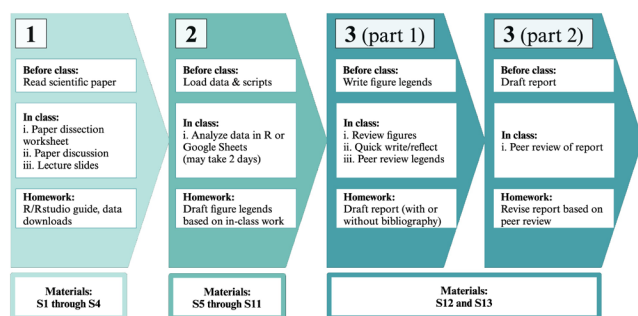 1
Before class:
Read scientific paper
In class:
i. Paper dissection
worksheet
ii. Paper discussion
iii. Lecture slides
Homework:
R/Rstudio guide, data
downloads
Materials:
S1 through S4
2
Before class:
Load data & scripts
In class:
i. Analyze data in R or
Google Sheets
(may take 2 days)
Homework:
Draft figure legends
based on in-class work
Materials:
S5 through S11
3 (part 1)
Before class:
Write figure legends
In class:
i. Review figures
ii. Quick write/reflect
iii. Peer review legends
Homework:
Draft report (with or
without bibliography)
3 (part 2)
Before class:
Draft report
In class:
i. Peer review of report
Homework:
Revise report based on
peer review
Materials:
S12 and S13